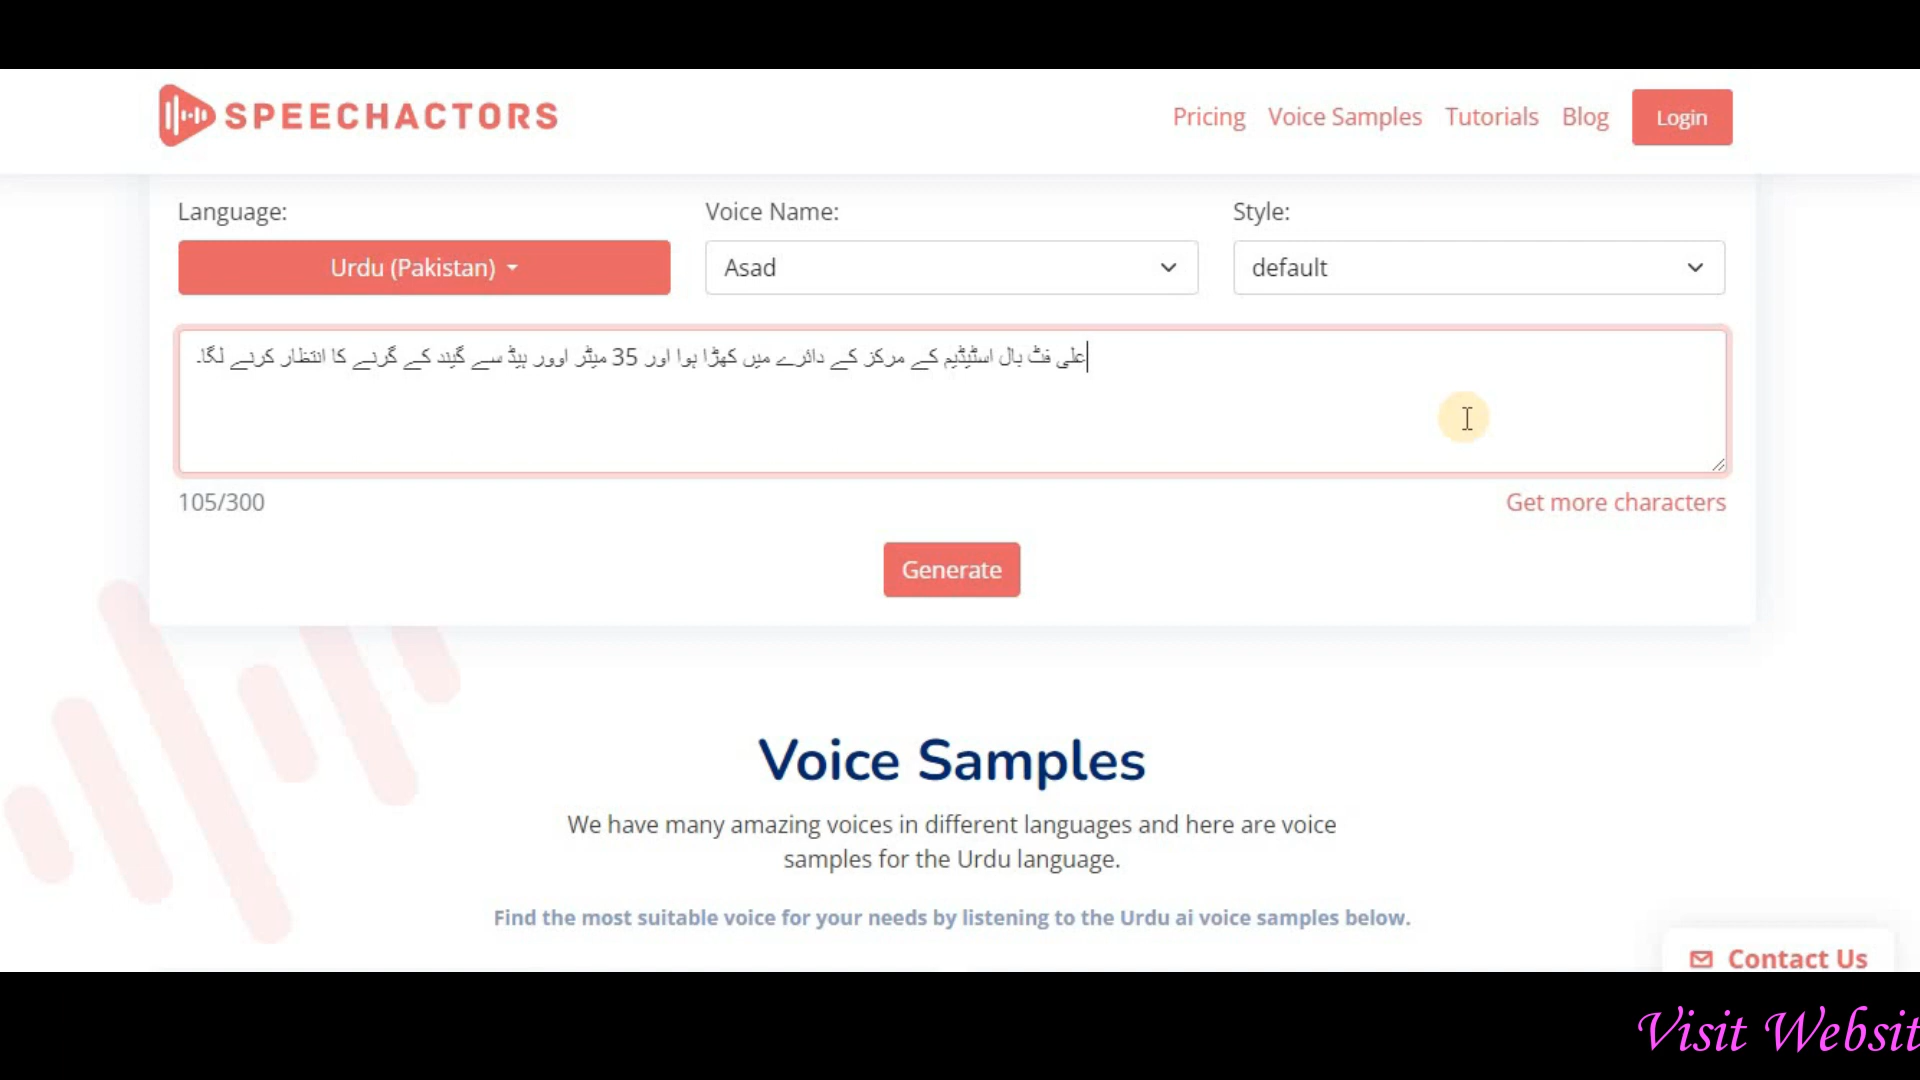 SPEECHACTORS
Pricing Voice Samples Tutorials Blog Login
Language: Voice Name: Style:
Urdu (Pakistan) Asad default
علی فٹ بال اسٹیڈیم کے مرکز کے دائرے میں کھڑا ہوا اور 35 میٹر اوور ہیڈ سے گیند کے گرنے کا انتظار کرنے لگا۔
105/300 Get more characters
Generate
Voice Samples
We have many amazing voices in different languages and here are voice
samples for the Urdu language.
Find the most suitable voice for your needs by listening to the Urdu ai voice samples below.
Contact Us
Visit Websit